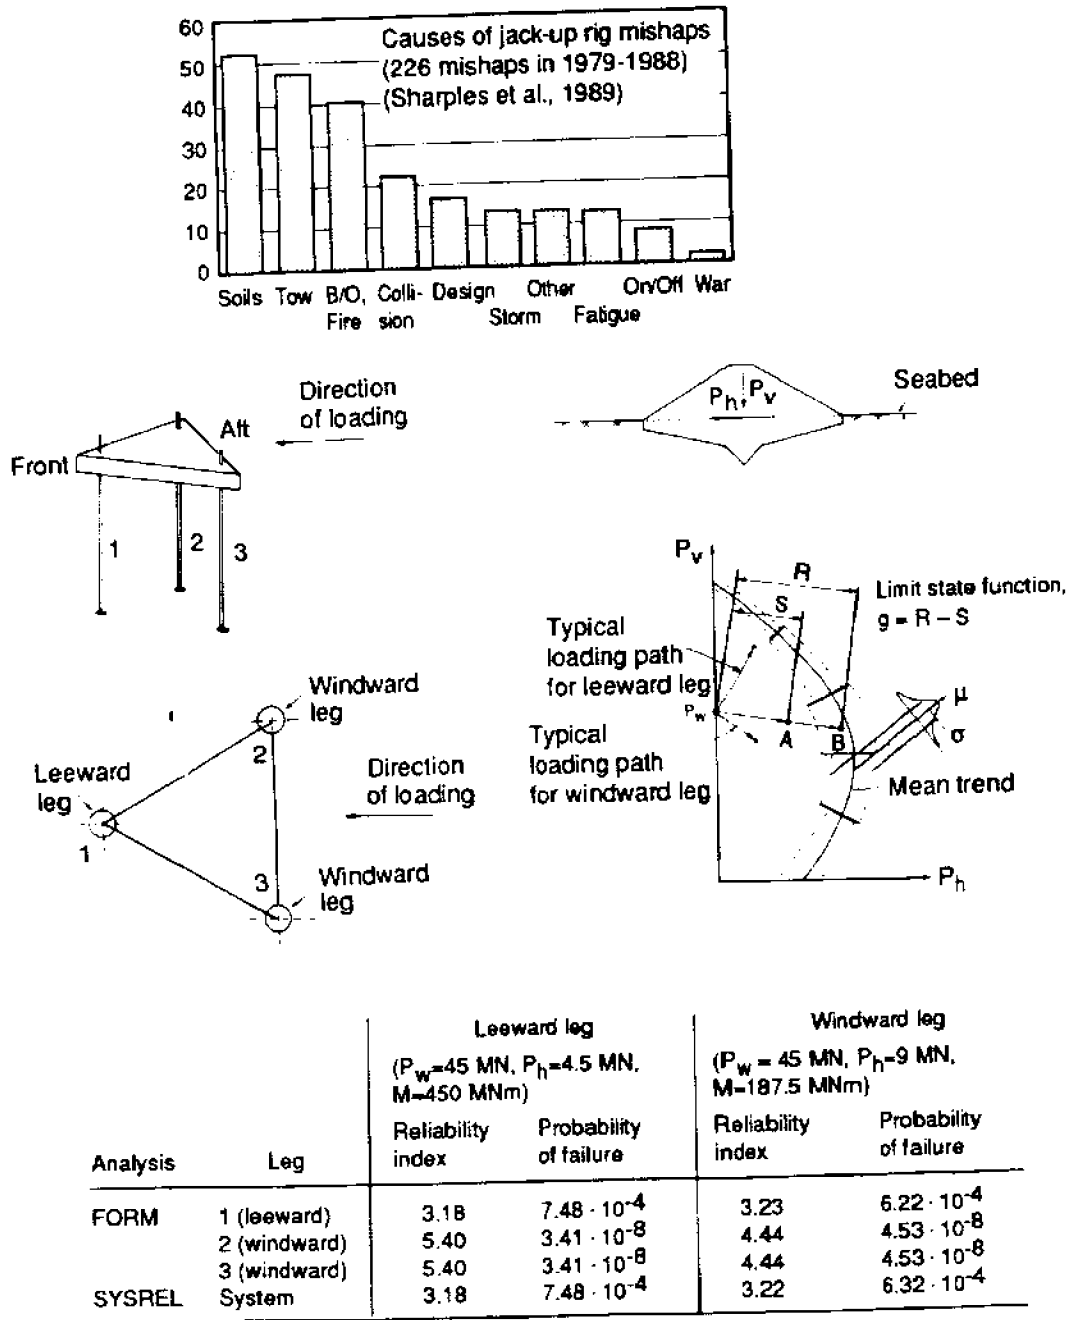 Causes of jack-up rig mishaps
(226 mishaps in 1979-1988)
(Sharples et al., 1989)
60
50
40
30
20
10
0
Soils Tow B/O, Fire Colli-sion Design Storm Other Fatigue On/Off War
Direction
of loading
Aft
Front
1
2
3
Seabed
Ph Pv
Windward
leg
2
Leeward
leg
1
Direction
of loading
3
Windward
leg
Pv
R
S
Limit state function,
g = R − S
Typical
loading path
for leeward leg
Pw
A
B
μ
σ
Typical
loading path
for windward leg
Mean trend
Ph
Leeward leg Windward leg
(Pw=45 MN, Ph=4.5 MN, (Pw = 45 MN, Ph=9 MN,
M=450 MNm) M=187.5 MNm)
Reliability Probability Reliability Probability
Analysis Leg index of failure index of failure
FORM 1 (leeward) 3.18 7.48 · 10⁻⁴ 3.23 6.22 · 10⁻⁴
2 (windward) 5.40 3.41 · 10⁻⁸ 4.44 4.53 · 10⁻⁸
3 (windward) 5.40 3.41 · 10⁻⁸ 4.44 4.53 · 10⁻⁸
SYSREL System 3.18 7.48 · 10⁻⁴ 3.22 6.32 · 10⁻⁴